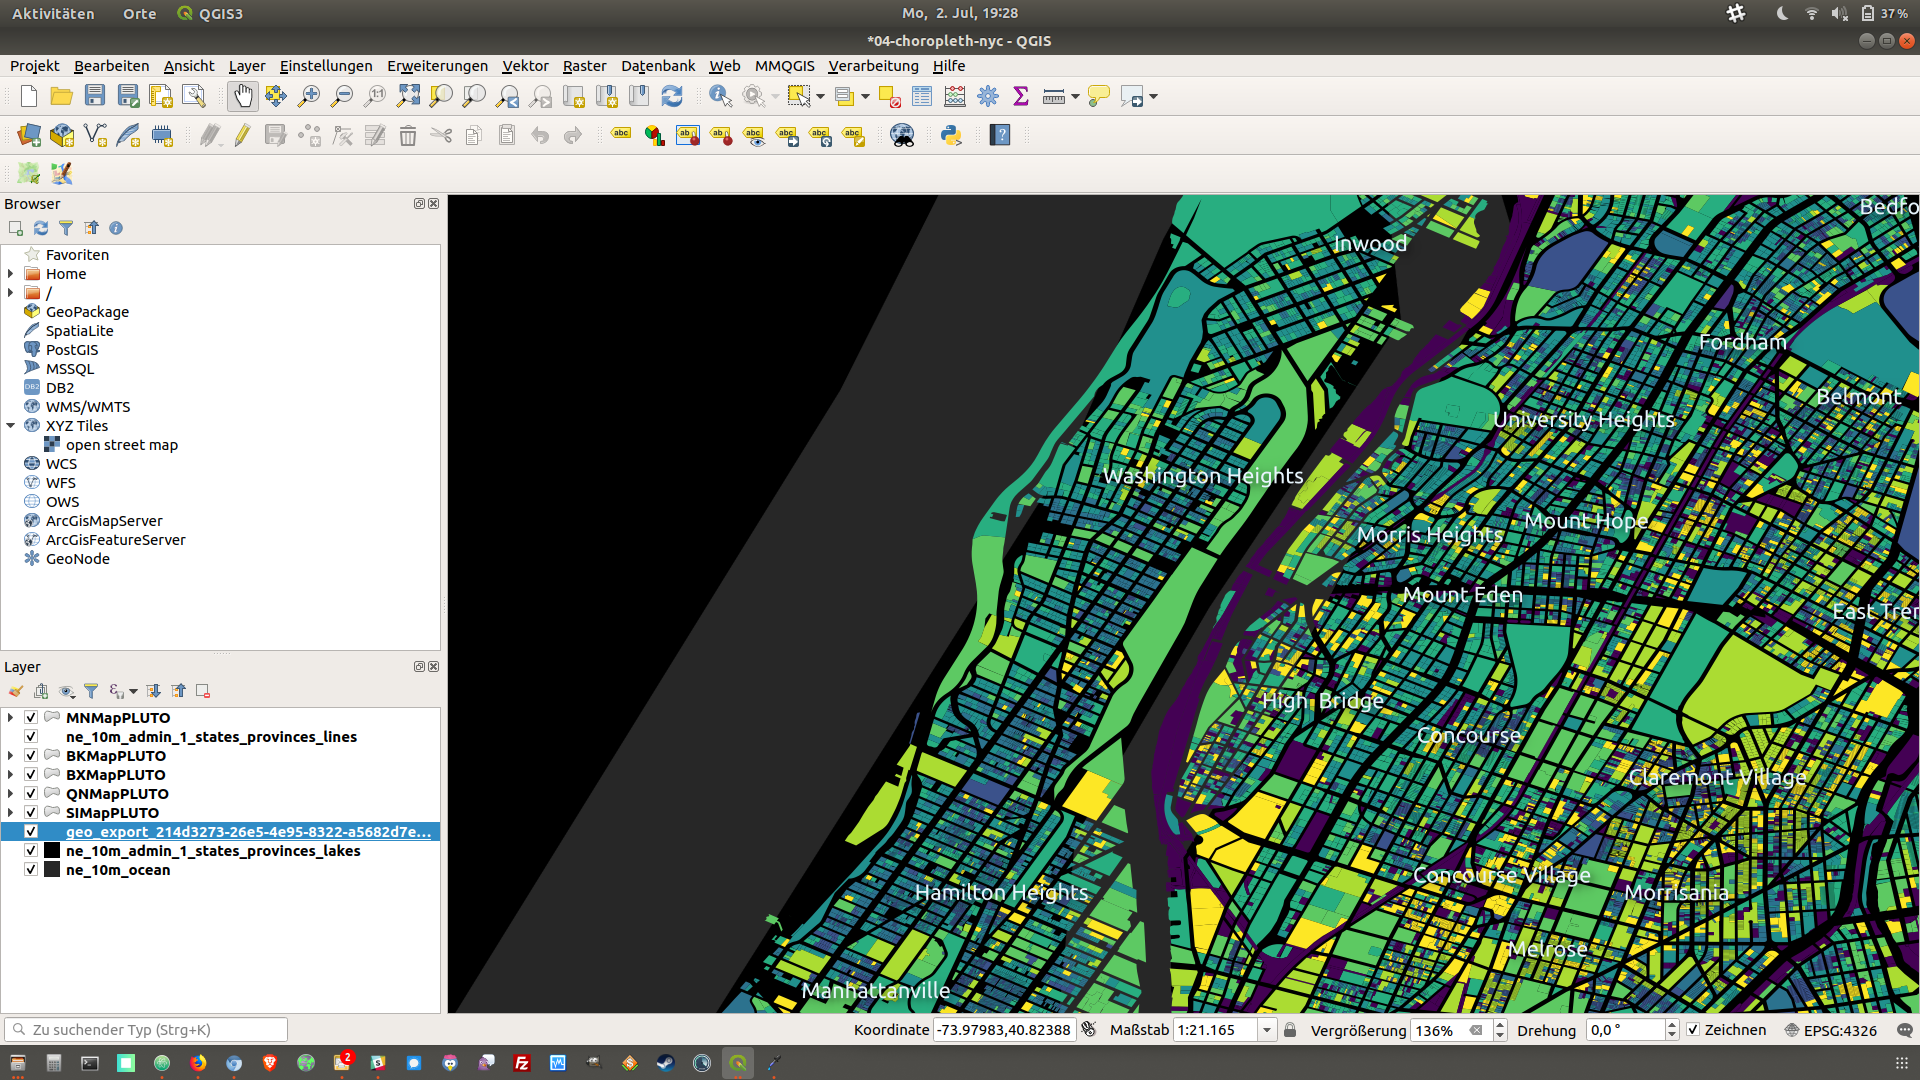 Aktivitäten Orte QGIS3 Mo, 2. Jul, 19:28 37 %
*04-choropleth-nyc - QGIS
Projekt Bearbeiten Ansicht Layer Einstellungen Erweiterungen Vektor Raster Datenbank Web MMQGIS Verarbeitung Hilfe
Browser
Favoriten
Home
/
GeoPackage
SpatiaLite
PostGIS
MSSQL
DB2
WMS/WMTS
XYZ Tiles
open street map
WCS
WFS
OWS
ArcGisMapServer
ArcGisFeatureServer
GeoNode
Layer
MNMapPLUTO
ne_10m_admin_1_states_provinces_lines
BKMapPLUTO
BXMapPLUTO
QNMapPLUTO
SIMapPLUTO
geo_export_214d3273-26e5-4e95-8322-a5682d7e...
ne_10m_admin_1_states_provinces_lakes
ne_10m_ocean
Bedfo
Inwood
Fordham
Belmont
University Heights
Washington Heights
Mount Hope
Morris Heights
Mount Eden
East Trer
High Bridge
Concourse
Claremont Village
Concourse Village
Hamilton Heights
Morrisania
Melrose
Manhattanville
Zu suchender Typ (Strg+K) Koordinate -73.97983,40.82388 Maßstab 1:21.165 Vergrößerung 136% Drehung 0,0 ° Zeichnen EPSG:4326
2